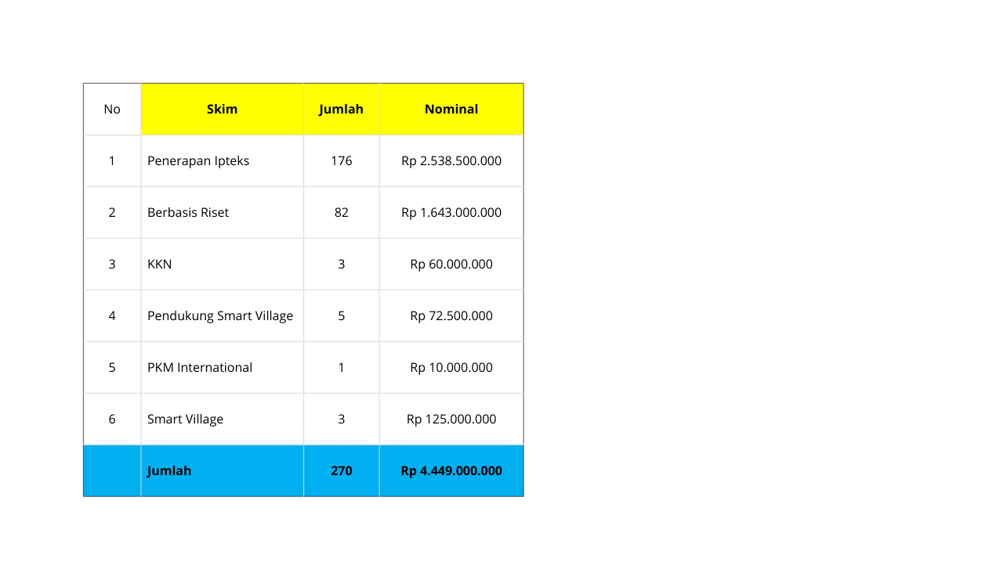 No Skim Jumlah Nominal
1 Penerapan Ipteks 176 Rp 2.538.500.000
2 Berbasis Riset 82 Rp 1.643.000.000
3 KKN 3 Rp 60.000.000
4 Pendukung Smart Village 5 Rp 72.500.000
5 PKM International 1 Rp 10.000.000
6 Smart Village 3 Rp 125.000.000
Jumlah 270 Rp 4.449.000.000